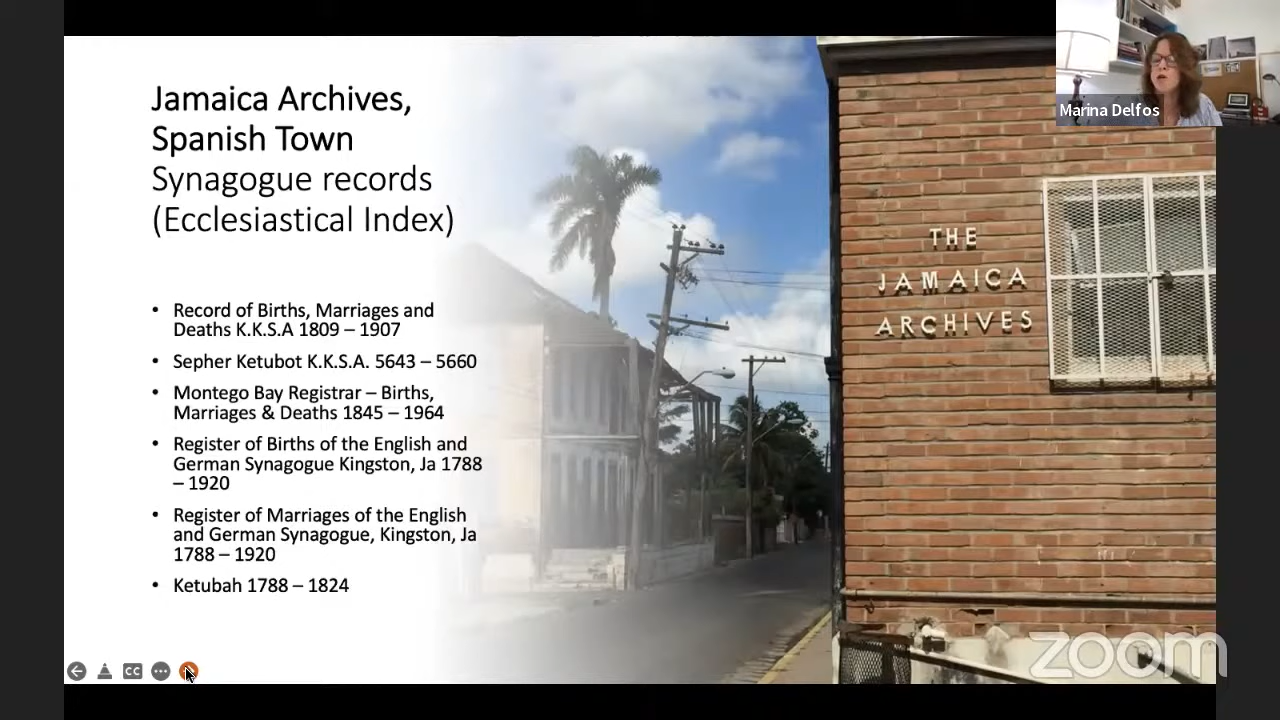 Jamaica Archives,
Spanish Town
Synagogue records
(Ecclesiastical Index)
• Record of Births, Marriages and
Deaths K.K.S.A 1809 – 1907
• Sepher Ketubot K.K.S.A. 5643 – 5660
• Montego Bay Registrar – Births,
Marriages & Deaths 1845 – 1964
• Register of Births of the English and
German Synagogue Kingston, Ja 1788
– 1920
• Register of Marriages of the English
and German Synagogue, Kingston, Ja
1788 – 1920
• Ketubah 1788 – 1824
THE
JAMAICA
ARCHIVES
Marina Delfos
CC
zoom